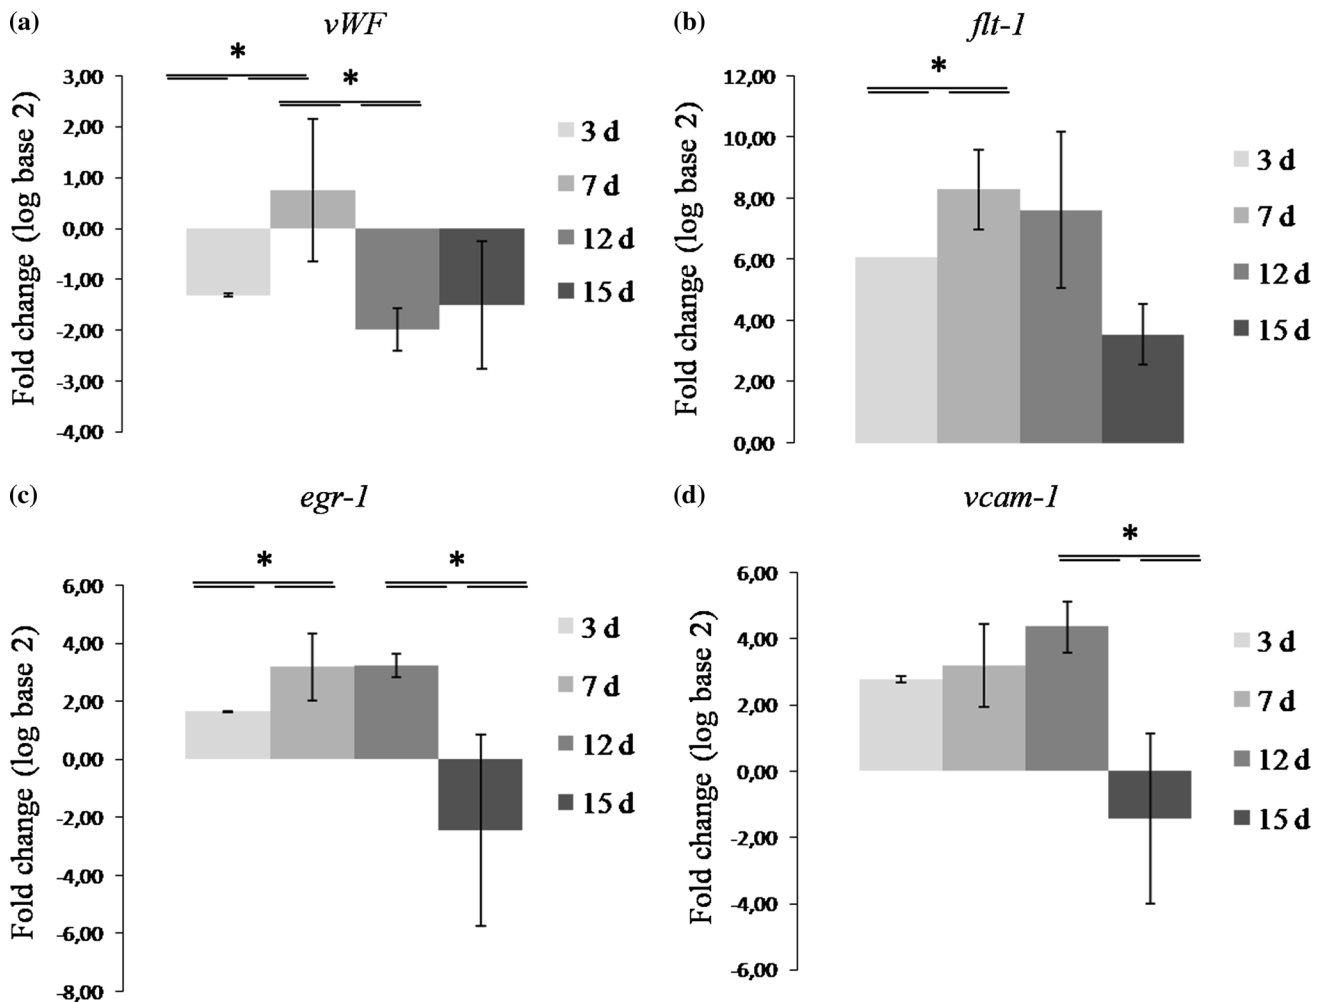 (a)
vWF
*
*
Fold change (log base 2)
3,00
2,00
1,00
0,00
-1,00
-2,00
-3,00
-4,00
3 d
7 d
12 d
15 d
(b)
flt-1
*
Fold change (log base 2)
12,00
10,00
8,00
6,00
4,00
2,00
0,00
3 d
7 d
12 d
15 d
(c)
egr-1
*
*
Fold change (log base 2)
6,00
4,00
2,00
0,00
-2,00
-4,00
-6,00
-8,00
3 d
7 d
12 d
15 d
(d)
vcam-1
*
Fold change (log base 2)
6,00
4,00
2,00
0,00
-2,00
-4,00
-6,00
3 d
7 d
12 d
15 d